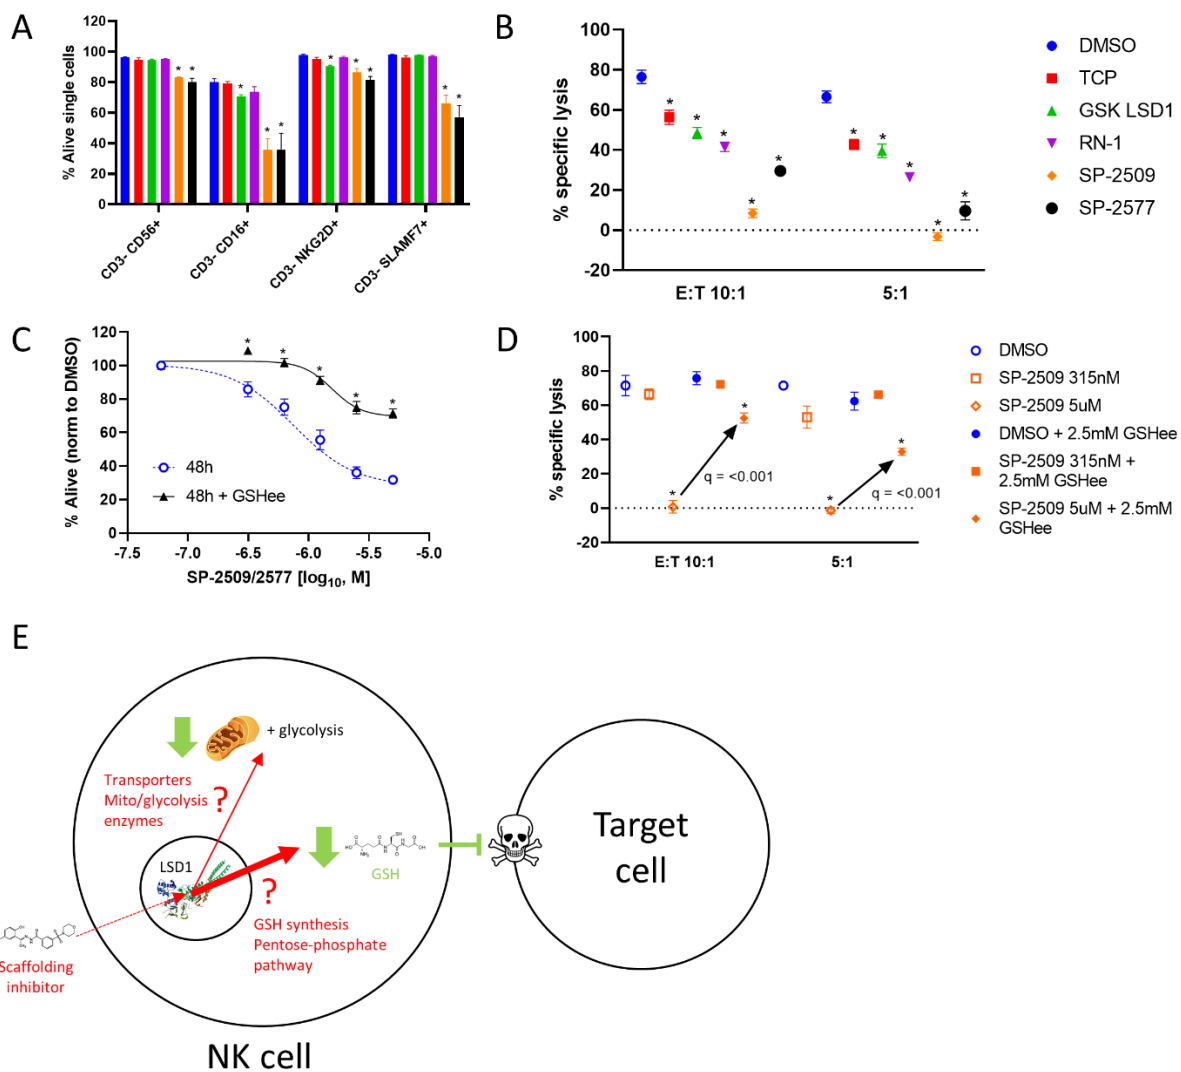 A
% Alive single cells
120
100
80
60
40
20
0
* * * * * * * * * * *
CD3- CD56+
CD3- CD16+
CD3- NKG2D+
CD3- SLAMF7+
B
% specific lysis
80
60
40
20
0
-20
* * * * * * * * * *
E:T 10:1
5:1
DMSO
TCP
GSK LSD1
RN-1
SP-2509
SP-2577
C
% Alive (norm to DMSO)
120
100
80
60
40
20
0
* * * * * *
48h
48h + GSHee
-7.5
-7.0
-6.5
-6.0
-5.5
-5.0
SP-2509/2577 [log10, M]
D
% specific lysis
100
80
60
40
20
0
-20
* * * *
q = <0.001
q = <0.001
E:T 10:1
5:1
DMSO
SP-2509 315nM
SP-2509 5uM
DMSO + 2.5mM GSHee
SP-2509 315nM +
2.5mM GSHee
SP-2509 5uM + 2.5mM
GSHee
E
+ glycolysis
Transporters
Mito/glycolysis
enzymes
?
LSD1
?
GSH synthesis
Pentose-phosphate
pathway
GSH
Scaffolding
inhibitor
NK cell
Target
cell